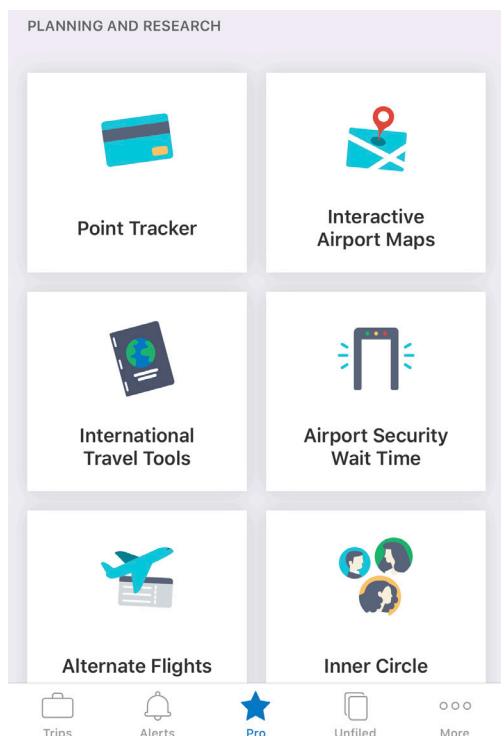 PLANNING AND RESEARCH
Point Tracker
Interactive
Airport Maps
International
Travel Tools
Airport Security
Wait Time
Alternate Flights
Inner Circle
Trips
Alerts
Pro
Unfiled
More